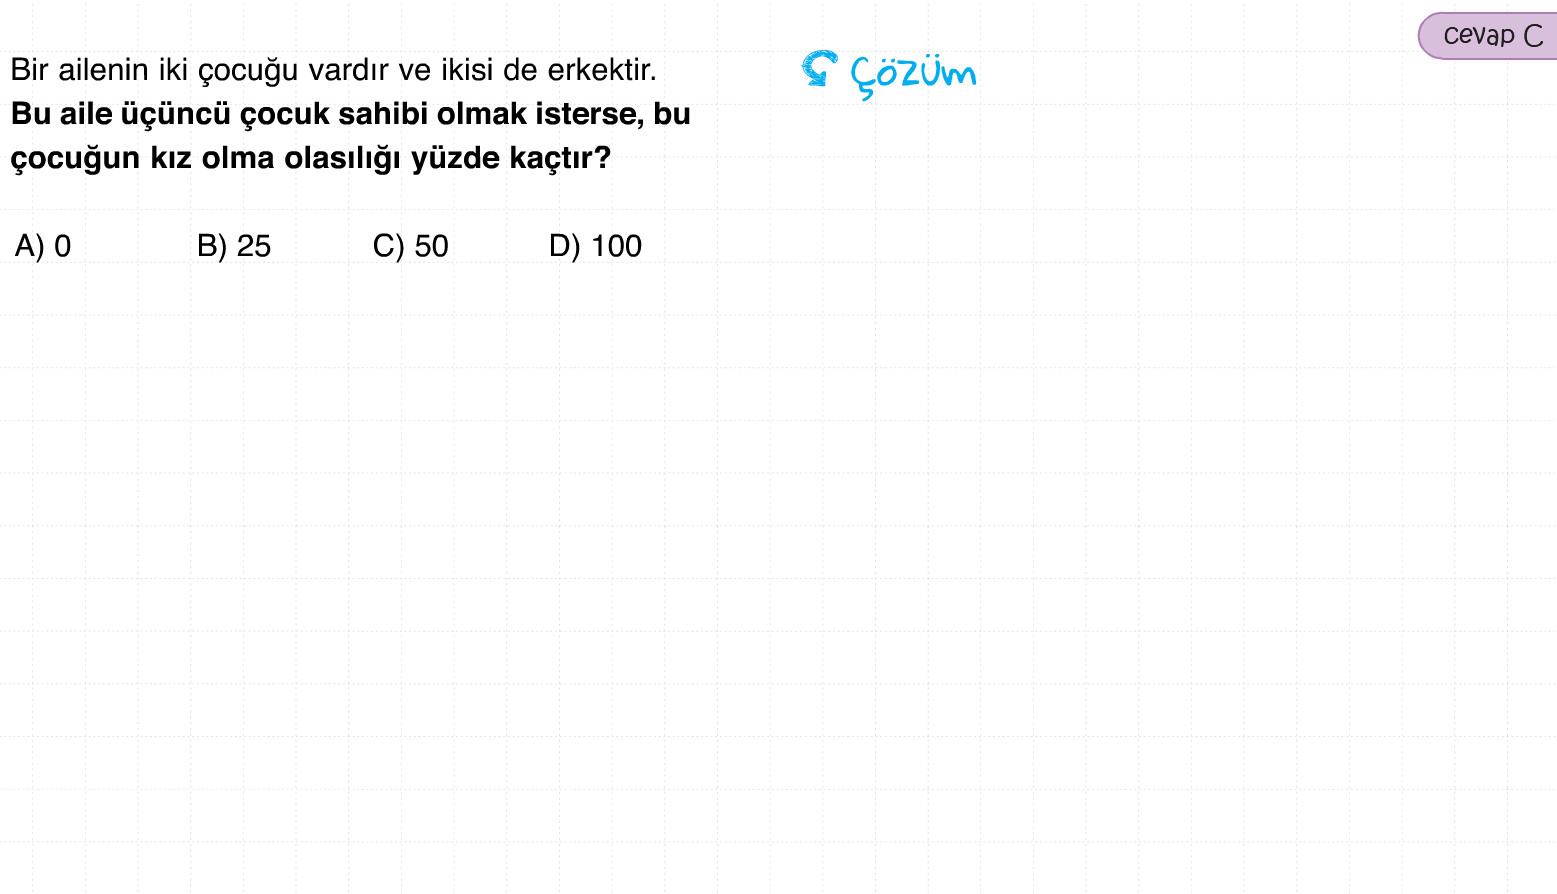 cevap C
Bir ailenin iki çocuğu vardır ve ikisi de erkektir.
Bu aile üçüncü çocuk sahibi olmak isterse, bu
çocuğun kız olma olasılığı yüzde kaçtır?
A) 0 B) 25 C) 50 D) 100
Çözüm